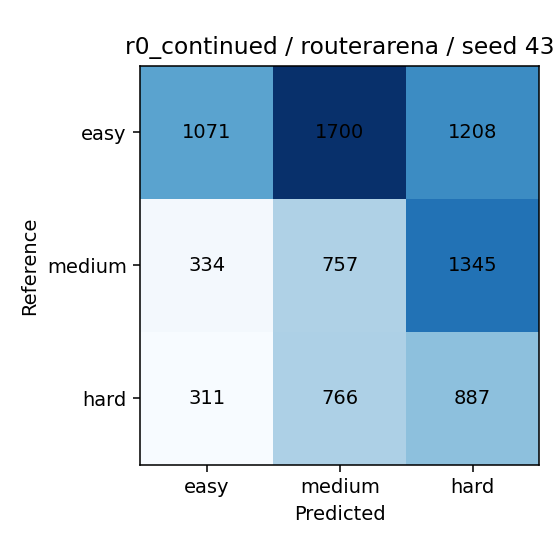 r0_continued / routerarena / seed 43
easy 1071 1700 1208
medium 334 757 1345
hard 311 766 887
easy medium hard
Predicted
Reference